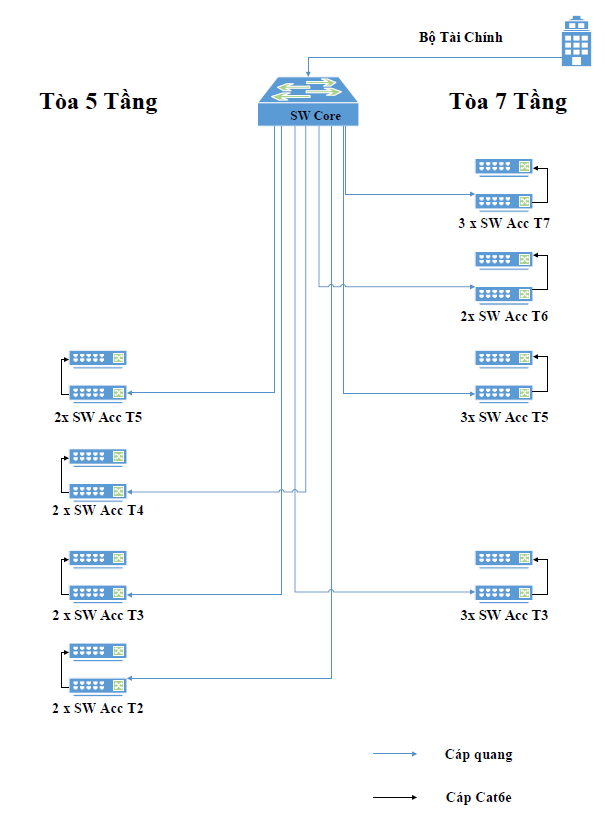 Bộ Tài Chính
Tòa 5 Tầng
Tòa 7 Tầng
SW Core
3 x SW Acc T7
2x SW Acc T6
2x SW Acc T5
3x SW Acc T5
2 x SW Acc T4
2 x SW Acc T3
3x SW Acc T3
2 x SW Acc T2
Cáp quang
Cáp Cat6e